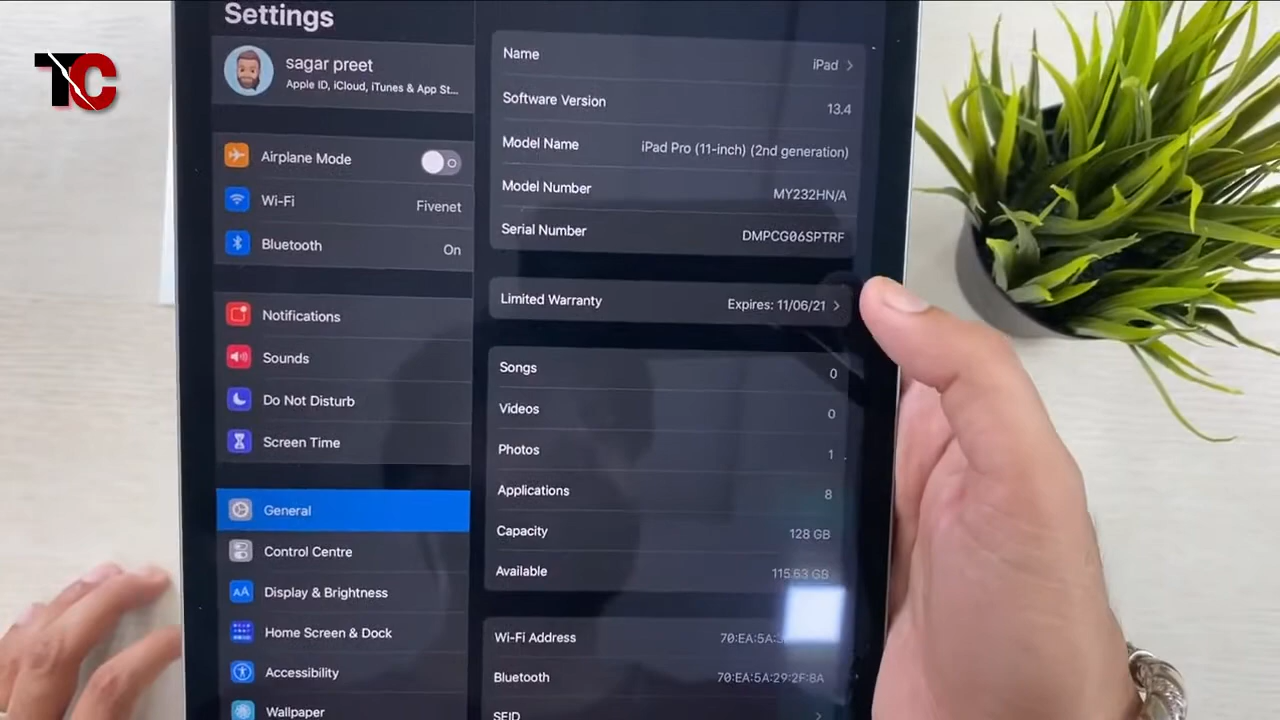 TC
Settings
sagar preet
Apple ID, iCloud, iTunes & App St...
Airplane Mode
Wi-Fi Fivenet
Bluetooth On
Notifications
Sounds
Do Not Disturb
Screen Time
General
Control Centre
AA Display & Brightness
Home Screen & Dock
Accessibility
Wallpaper
Name iPad
Software Version 13.4
Model Name iPad Pro (11-inch) (2nd generation)
Model Number MY232HN/A
Serial Number DMPCG06SPTRF
Limited Warranty Expires: 11/06/21
Songs 0
Videos 0
Photos 1
Applications 8
Capacity 128 GB
Available 115.63 GB
Wi-Fi Address 70:EA:5A:
Bluetooth 70:EA:5A:29:2F:8A
SEID